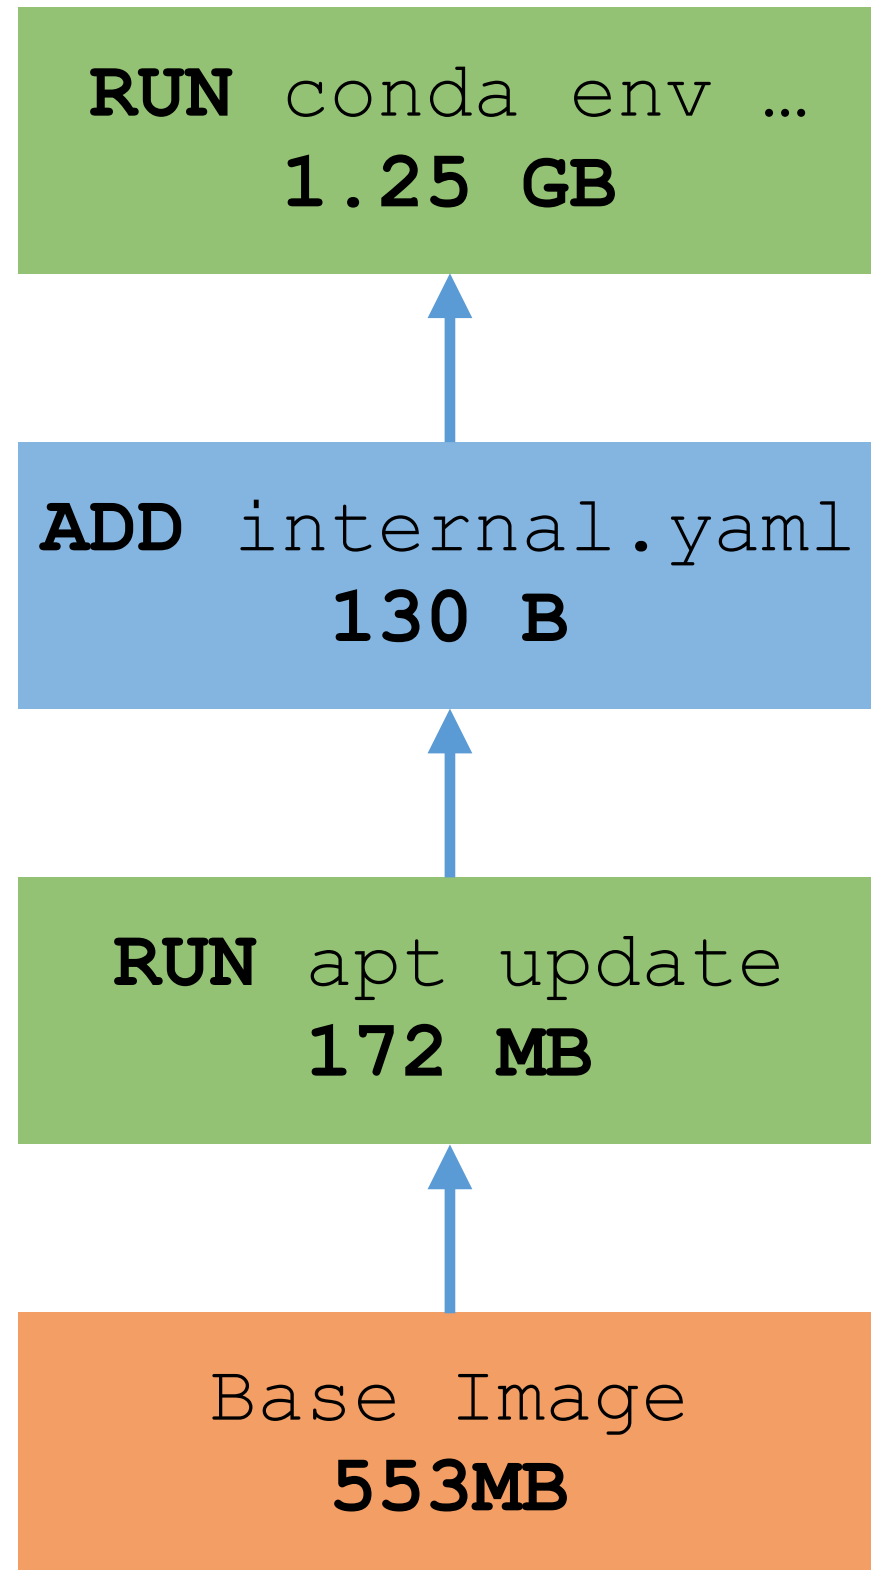 RUN conda env …
1.25 GB
ADD internal.yaml
130 B
RUN apt update
172 MB
Base Image
553MB